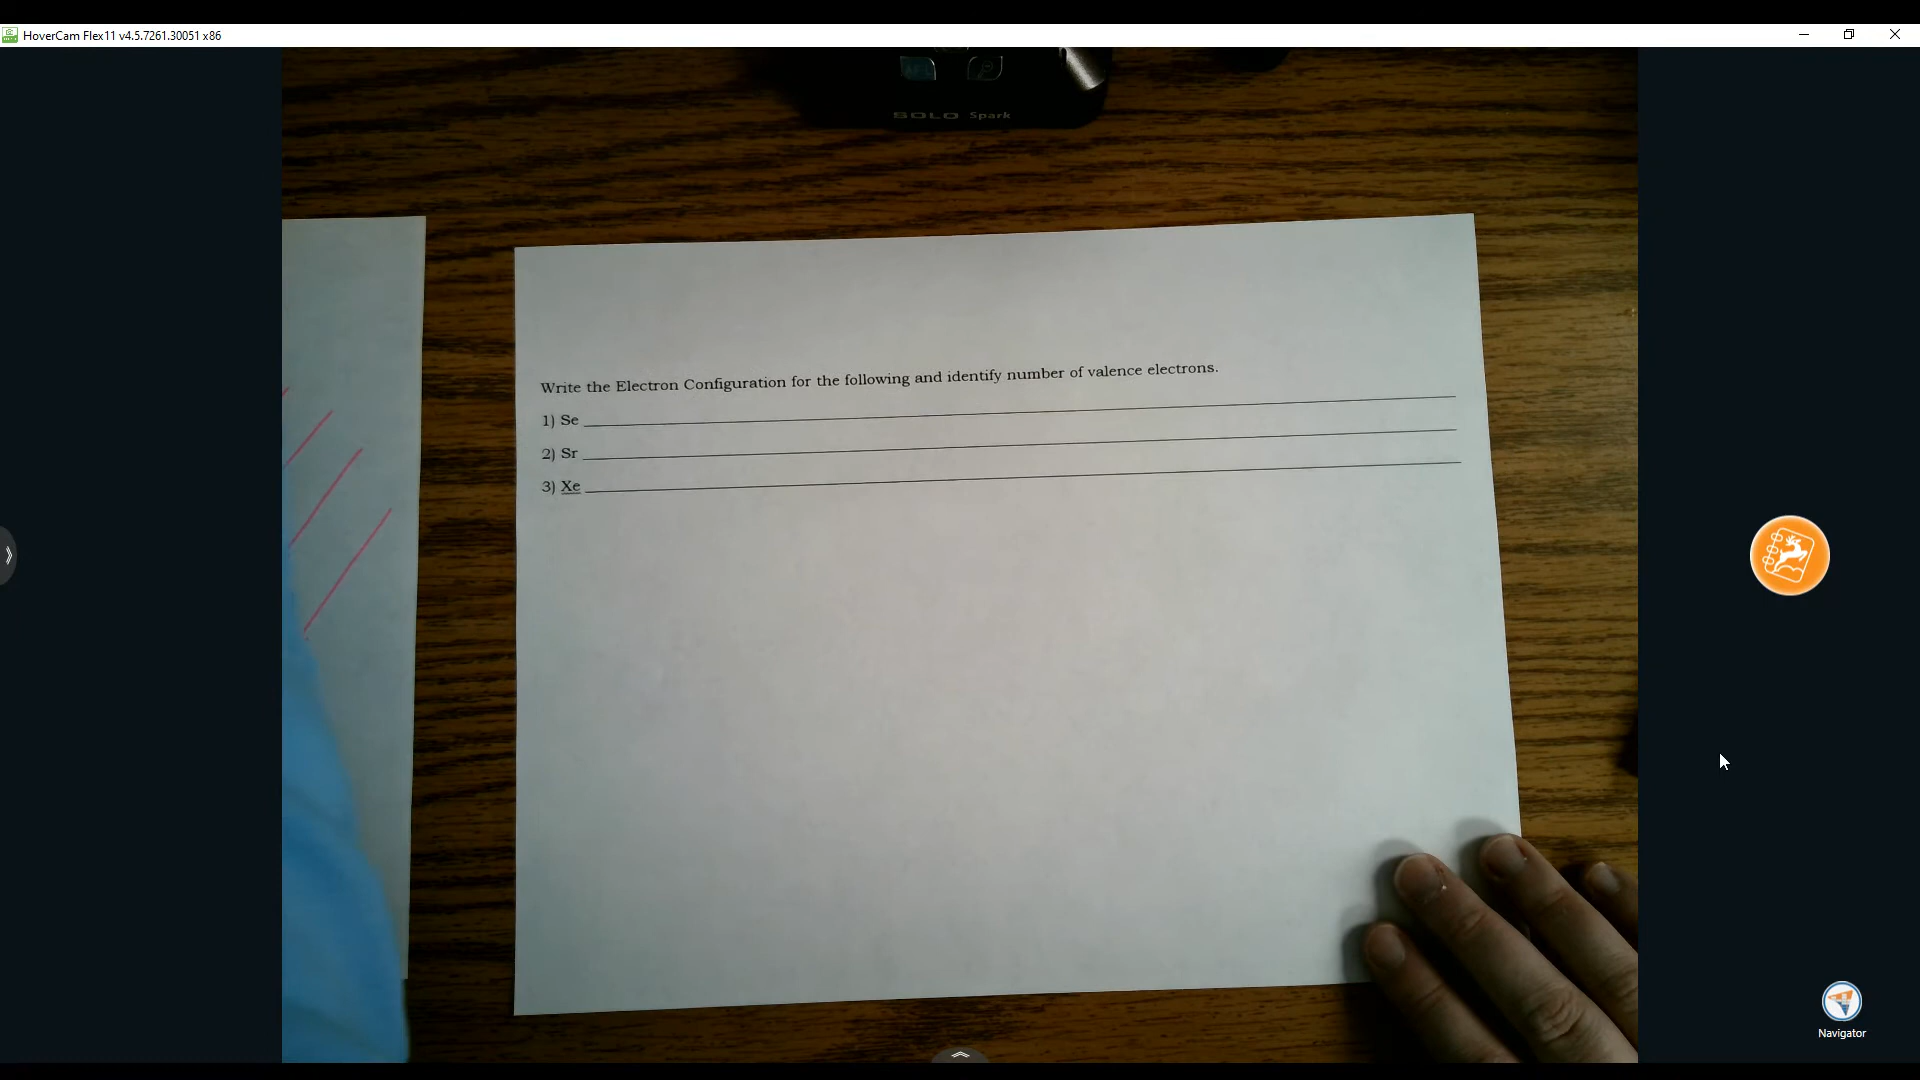 HoverCam Flex11 v4.5.7261.30051 x86
SOLO Spark
Write the Electron Configuration for the following and identify number of valence electrons.
1) Se
2) Sr
3) Xe
Navigator